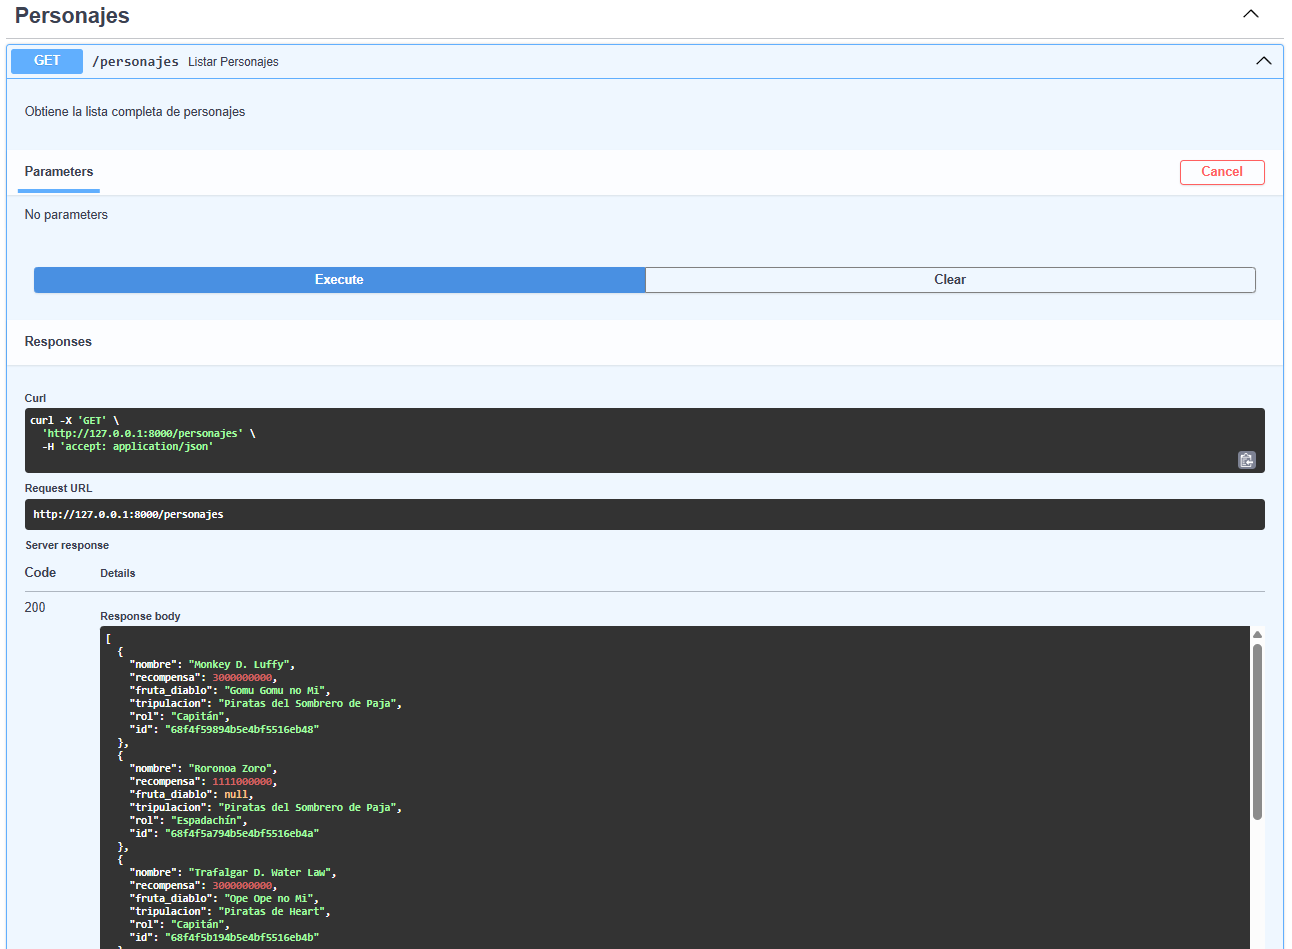 Personajes
GET /personajes Listar Personajes
Obtiene la lista completa de personajes
Parameters
Cancel
No parameters
Execute Clear
Responses
Curl
curl -X 'GET' \
  'http://127.0.0.1:8000/personajes' \
  -H 'accept: application/json'
Request URL
http://127.0.0.1:8000/personajes
Server response
Code Details
200
Response body
[
  {
    "nombre": "Monkey D. Luffy",
    "recompensa": 3000000000,
    "fruta_diablo": "Gomu Gomu no Mi",
    "tripulacion": "Piratas del Sombrero de Paja",
    "rol": "Capitán",
    "id": "68f4f59894b5e4bf5516eb48"
  },
  {
    "nombre": "Roronoa Zoro",
    "recompensa": 1111000000,
    "fruta_diablo": null,
    "tripulacion": "Piratas del Sombrero de Paja",
    "rol": "Espadachín",
    "id": "68f4f5a794b5e4bf5516eb4a"
  },
  {
    "nombre": "Trafalgar D. Water Law",
    "recompensa": 3000000000,
    "fruta_diablo": "Ope Ope no Mi",
    "tripulacion": "Piratas de Heart",
    "rol": "Capitán",
    "id": "68f4f5b194b5e4bf5516eb4b"